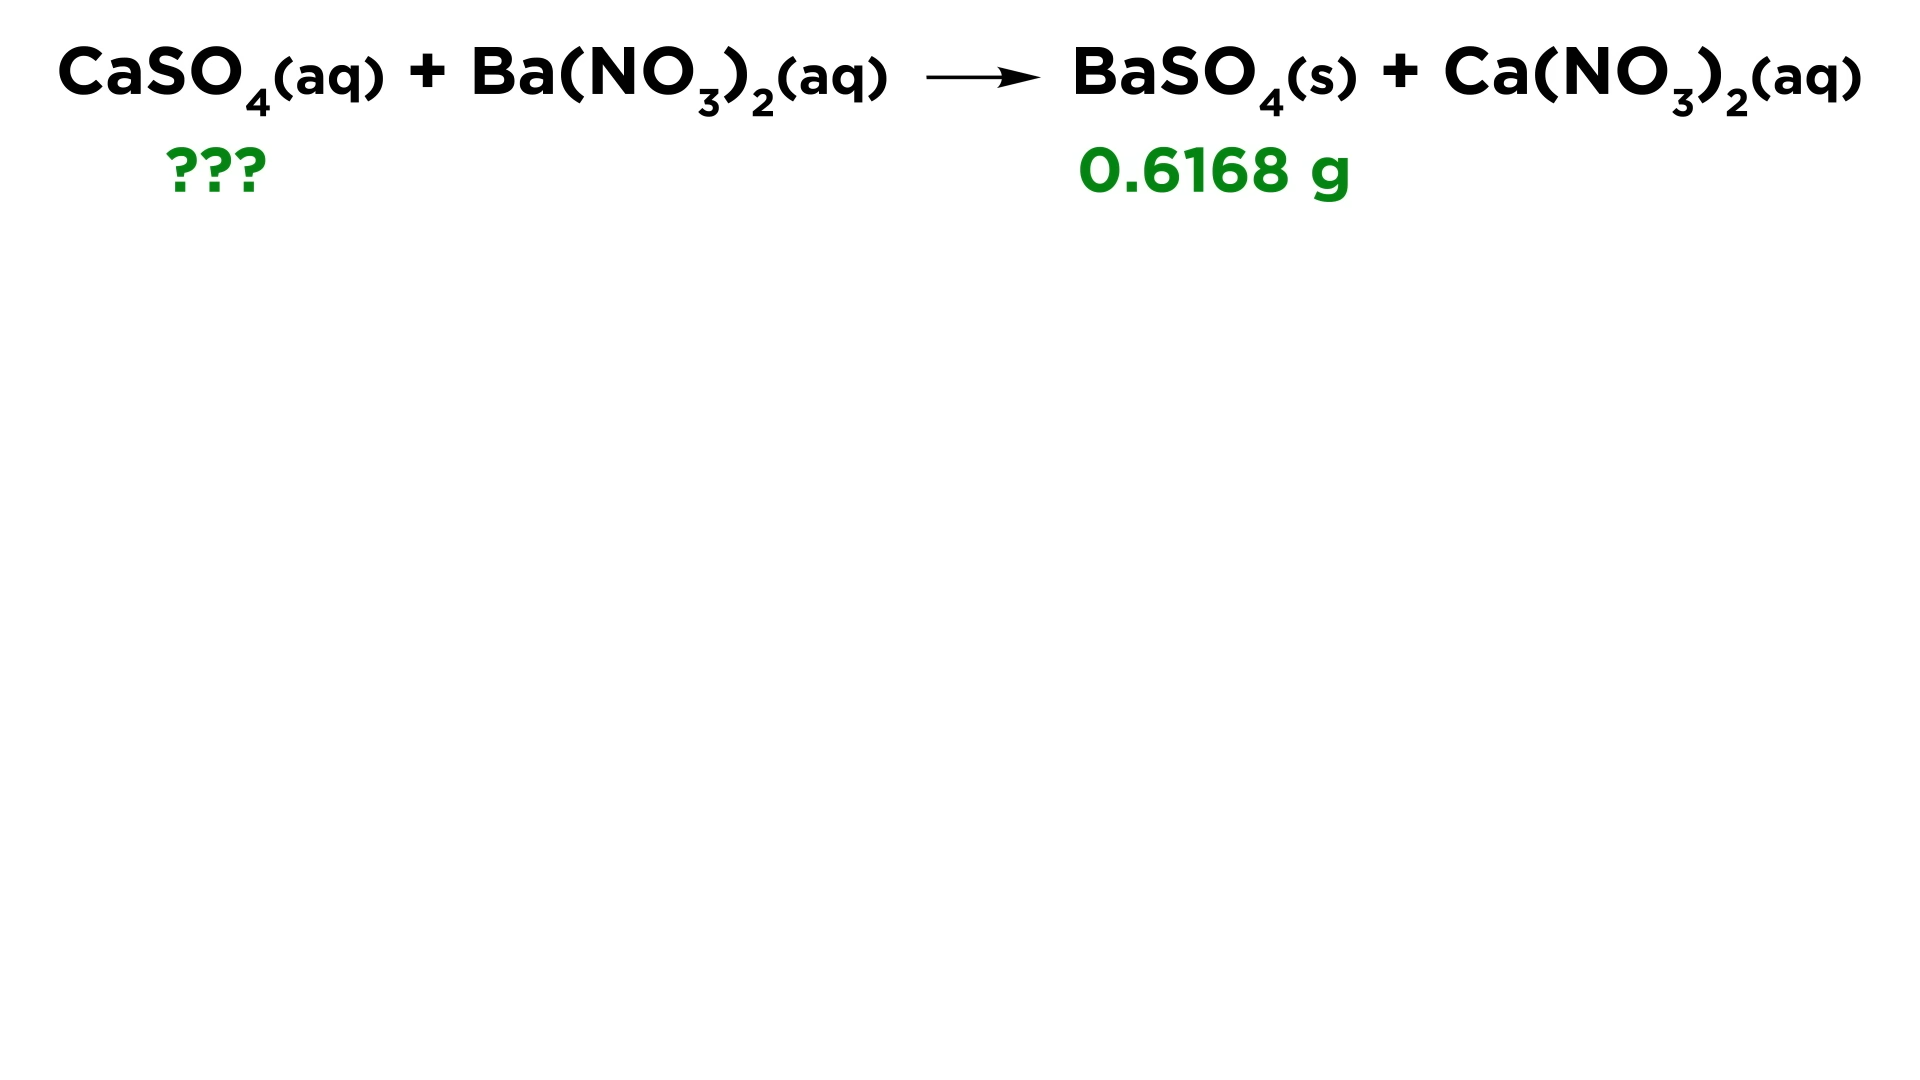 CaSO₄(aq) + Ba(NO₃)₂(aq) ⟶ BaSO₄(s) + Ca(NO₃)₂(aq)
??? 0.6168 g